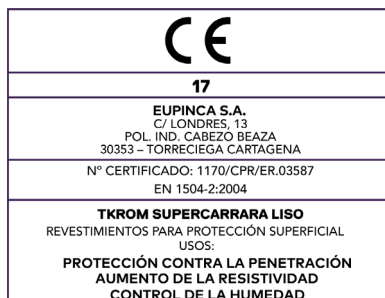 CE
17
EUPINCA S.A.
C/ LONDRES, 13
POL. IND. CABEZO BEAZA
30353 – TORRECIEGA CARTAGENA
Nº CERTIFICADO: 1170/CPR/ER.03587
EN 1504-2:2004
TKROM SUPERCARRARA LISO
REVESTIMIENTOS PARA PROTECCIÓN SUPERFICIAL
USOS:
PROTECCIÓN CONTRA LA PENETRACIÓN
AUMENTO DE LA RESISTIVIDAD
CONTROL DE LA HUMEDAD